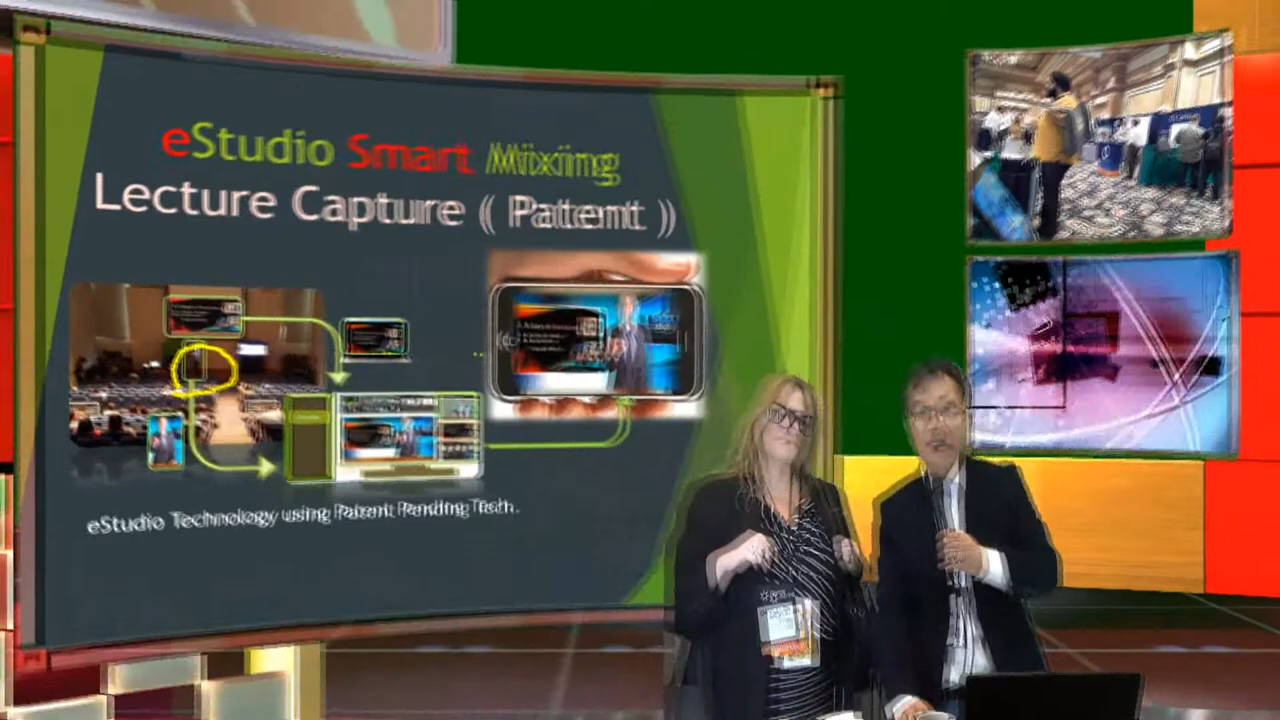 eStudio Smart Mixing
Lecture Capture ( Patent )
eStudio Technology using Patent Pending Tech.